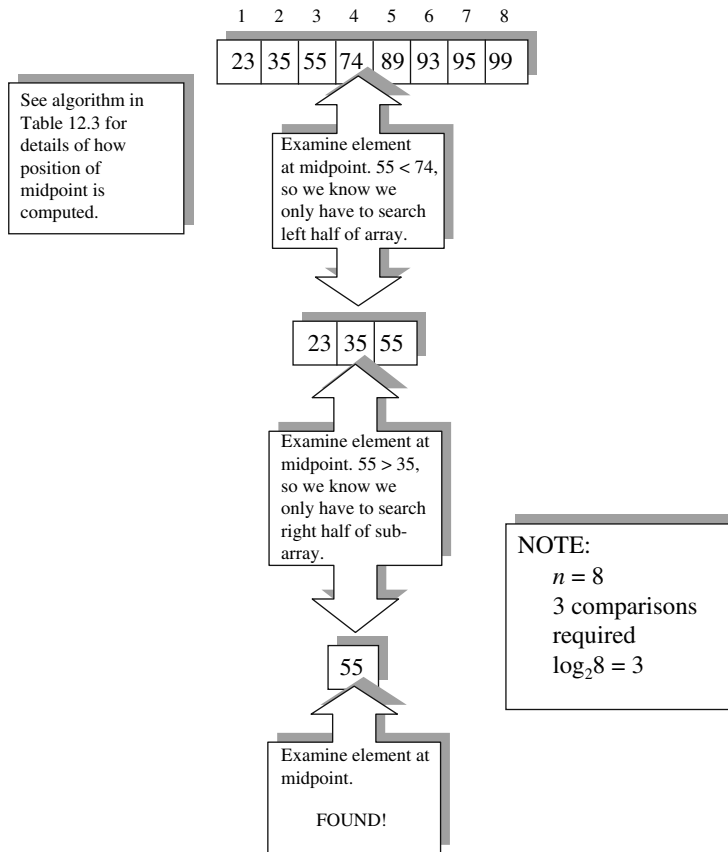 1 2 3 4 5 6 7 8
23 35 55 74 89 93 95 99
See algorithm in
Table 12.3 for
details of how
position of
midpoint is
computed.
Examine element
at midpoint. 55 < 74,
so we know we
only have to search
left half of array.
23 35 55
Examine element at
midpoint. 55 > 35,
so we know we
only have to search
right half of sub-
array.
NOTE:
n = 8
3 comparisons
required
log₂8 = 3
55
Examine element at
midpoint.
FOUND!